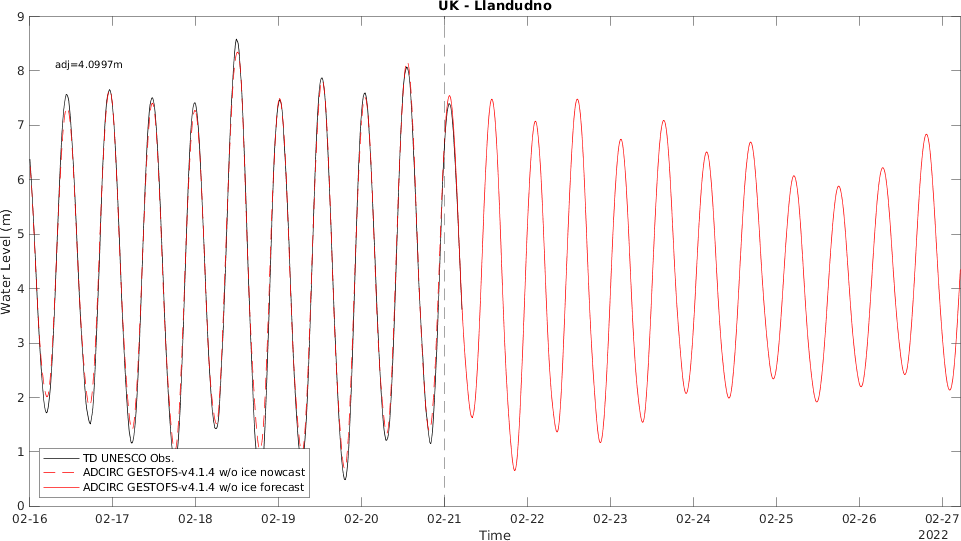 UK - Llandudno
9
8
7
6
5
4
3
2
1
0
Water Level (m)
adj=4.0997m
TD UNESCO Obs.
ADCIRC GESTOFS-v4.1.4 w/o ice nowcast
ADCIRC GESTOFS-v4.1.4 w/o ice forecast
02-16 02-17 02-18 02-19 02-20 02-21 02-22 02-23 02-24 02-25 02-26 02-27
Time
2022